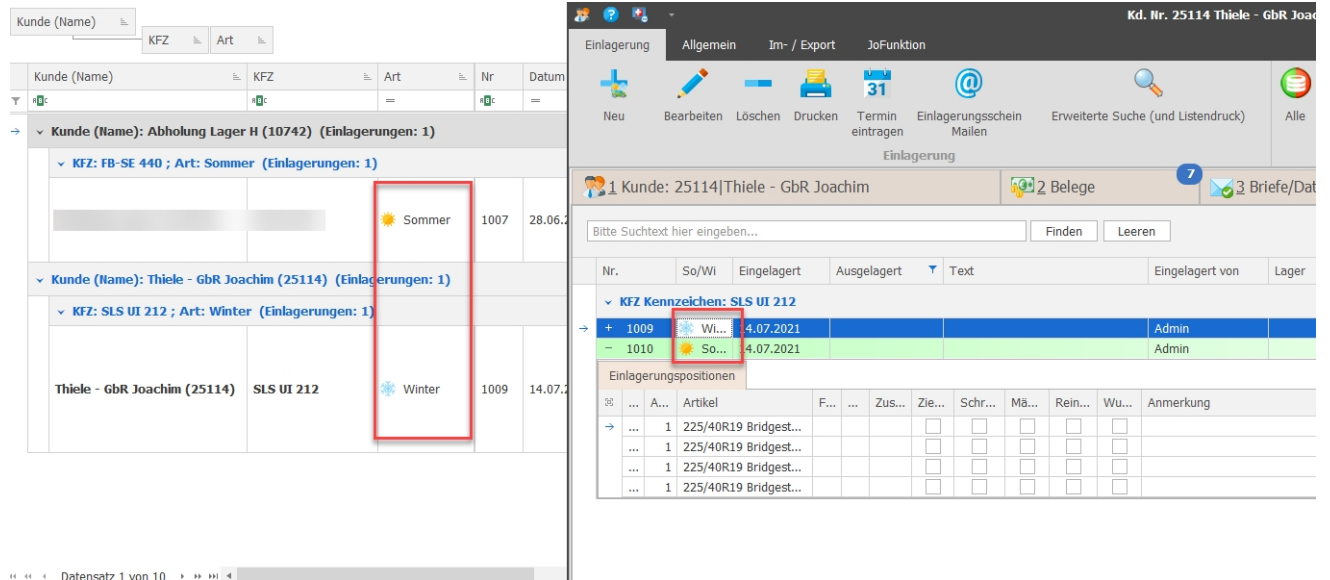 Kunde (Name)
KFZ
Art
Kunde (Name) KFZ Art Nr Datum
Kunde (Name): Abholung Lager H (10742) (Einlagerungen: 1)
KFZ: FB-SE 440 ; Art: Sommer (Einlagerungen: 1)
Sommer 1007 28.06.2
Kunde (Name): Thiele - GbR Joachim (25114) (Einlagerungen: 1)
KFZ: SLS UI 212 ; Art: Winter (Einlagerungen: 1)
Thiele - GbR Joachim (25114) SLS UI 212 Winter 1009 14.07.2
Datensatz 1 von 10
Kd. Nr. 25114 Thiele - GbR Joac
Einlagerung Allgemein Im- / Export JoFunktion
31
Neu Bearbeiten Löschen Drucken Termin eintragen Einlagerungsschein Mailen Erweiterte Suche (und Listendruck) Alle
Einlagerung
1 Kunde: 25114|Thiele - GbR Joachim 2 Belege 7 3 Briefe/Dat
Bitte Suchtext hier eingeben... Finden Leeren
Nr. So/Wi Eingelagert Ausgelagert Text Eingelagert von Lager
KFZ Kennzeichen: SLS UI 212
+ 1009 Wi... 14.07.2021 Admin
− 1010 So... 14.07.2021 Admin
Einlagerungspositionen
... A... Artikel F... ... Zus... Zie... Schr... Mä... Rein... Wu... Anmerkung
... 1 225/40R19 Bridgest...
... 1 225/40R19 Bridgest...
... 1 225/40R19 Bridgest...
... 1 225/40R19 Bridgest...